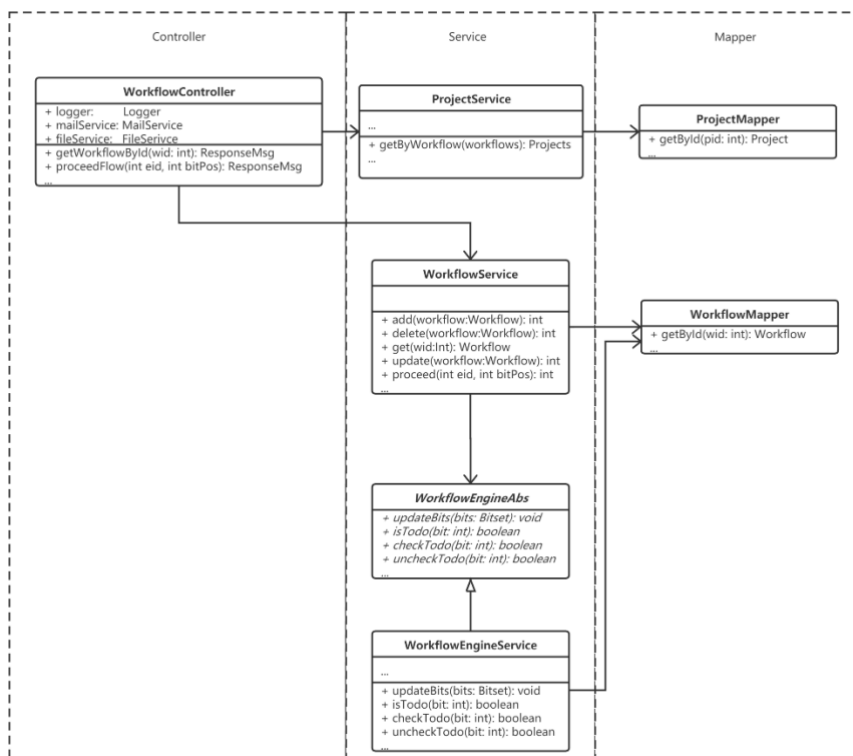 Controller
Service
Mapper
WorkflowController
+ logger: Logger
+ mailService: MailService
+ fileService: FileSerivce
+ getWorkflowById(wid: int): ResponseMsg
+ proceedFlow(int eid, int bitPos): ResponseMsg
...
ProjectService
...
+ getByWorkflow(workflows): Projects
...
ProjectMapper
+ getById(pid: int): Project
...
WorkflowService
+ add(workflow:Workflow): int
+ delete(workflow:Workflow): int
+ get(wid:Int): Workflow
+ update(workflow:Workflow): int
+ proceed(int eid, int bitPos): int
...
WorkflowMapper
+ getById(wid: int): Workflow
...
WorkflowEngineAbs
+ updateBits(bits: Bitset): void
+ isTodo(bit: int): boolean
+ checkTodo(bit: int): boolean
+ uncheckTodo(bit: int): boolean
...
WorkflowEngineService
...
+ updateBits(bits: Bitset): void
+ isTodo(bit: int): boolean
+ checkTodo(bit: int): boolean
+ uncheckTodo(bit: int): boolean
...